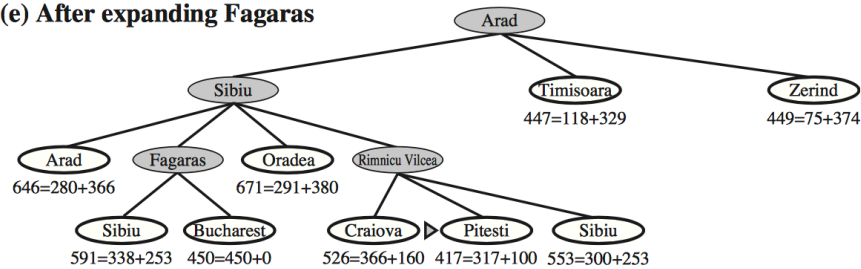 (e) After expanding Fagaras
Arad
Sibiu Timisoara Zerind
447=118+329 449=75+374
Arad Fagaras Oradea Rimnicu Vilcea
646=280+366 671=291+380
Sibiu Bucharest Craiova Pitesti Sibiu
591=338+253 450=450+0 526=366+160 417=317+100 553=300+253